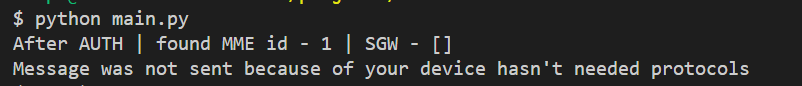 $ python main.py
After AUTH | found MME id - 1 | SGW - []
Message was not sent because of your device hasn't needed protocols